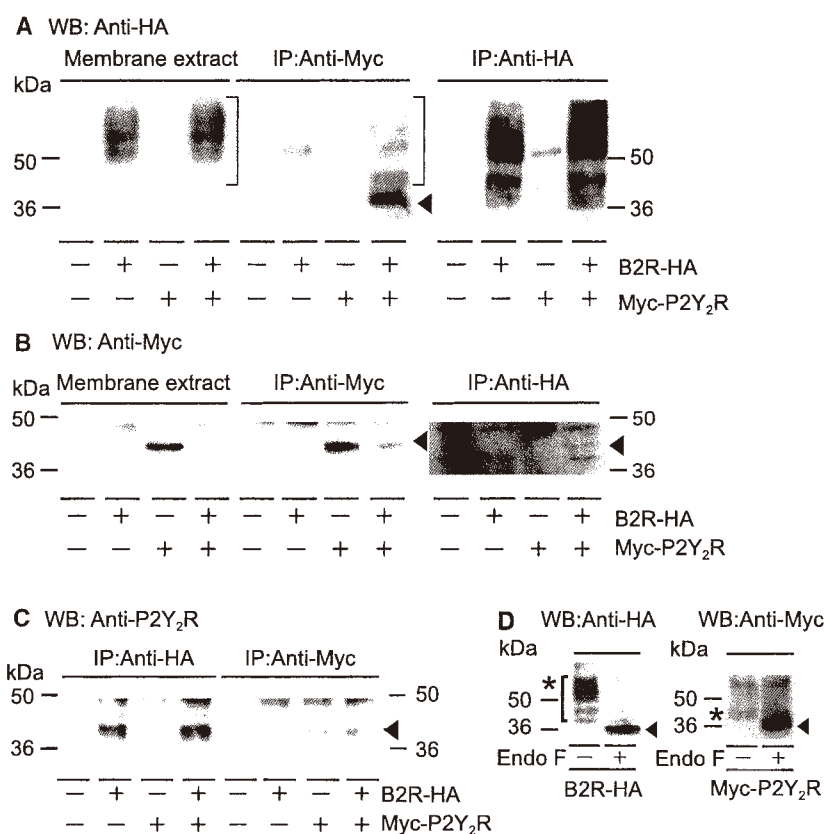 A WB: Anti-HA
Membrane extract IP:Anti-Myc IP:Anti-HA
kDa
50 50
36 36
− + − + − + − + − + − + B2R-HA
− − + + − − + + − − + + Myc-P2Y₂R
B WB: Anti-Myc
Membrane extract IP:Anti-Myc IP:Anti-HA
kDa
50 50
36 36
− + − + − + − + − + − + B2R-HA
− − + + − − + + − − + + Myc-P2Y₂R
C WB: Anti-P2Y₂R
IP:Anti-HA IP:Anti-Myc
kDa
50 50
36 36
− + − + − + − + B2R-HA
− − + + − − + + Myc-P2Y₂R
D WB:Anti-HA WB:Anti-Myc
kDa kDa
* 50 50
36 * 36
Endo F − + Endo F − +
B2R-HA Myc-P2Y₂R